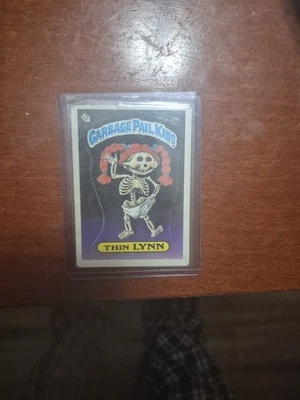 GARBAGE PAIL KIDS
THIN LYNN